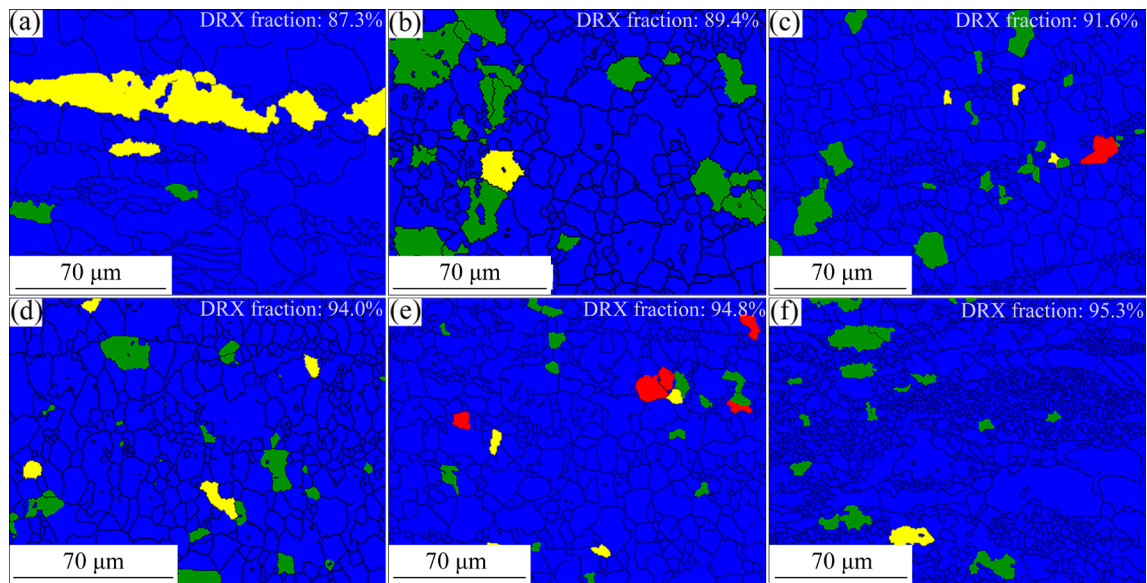 (a) DRX fraction: 87.3%
70 μm
(b) DRX fraction: 89.4%
70 μm
(c) DRX fraction: 91.6%
70 μm
(d) DRX fraction: 94.0%
70 μm
(e) DRX fraction: 94.8%
70 μm
(f) DRX fraction: 95.3%
70 μm